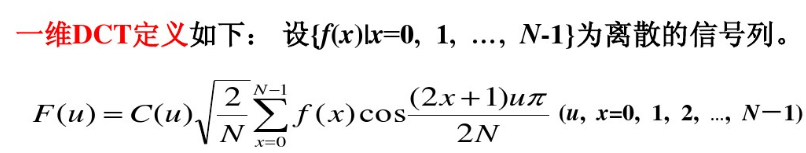 一维DCT定义如下： 设{f(x)|x=0, 1, …, N-1}为离散的信号列。
F(u) = C(u)√(2/N) ∑_{x=0}^{N−1} f(x)cos((2x+1)uπ/2N) (u, x=0, 1, 2, …, N－1)